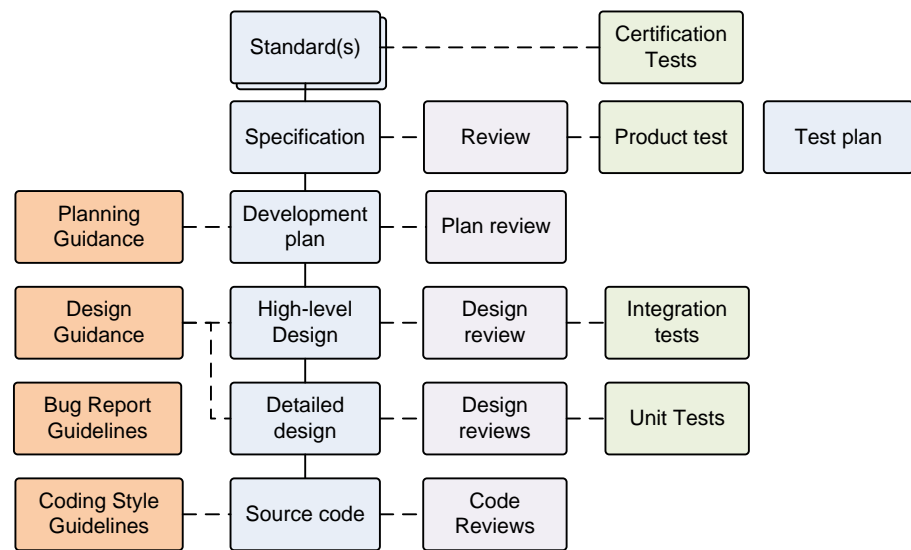 Standard(s)
Certification
Tests
Specification
Review
Product test
Test plan
Planning
Guidance
Development
plan
Plan review
Design
Guidance
High-level
Design
Design
review
Integration
tests
Bug Report
Guidelines
Detailed
design
Design
reviews
Unit Tests
Coding Style
Guidelines
Source code
Code
Reviews